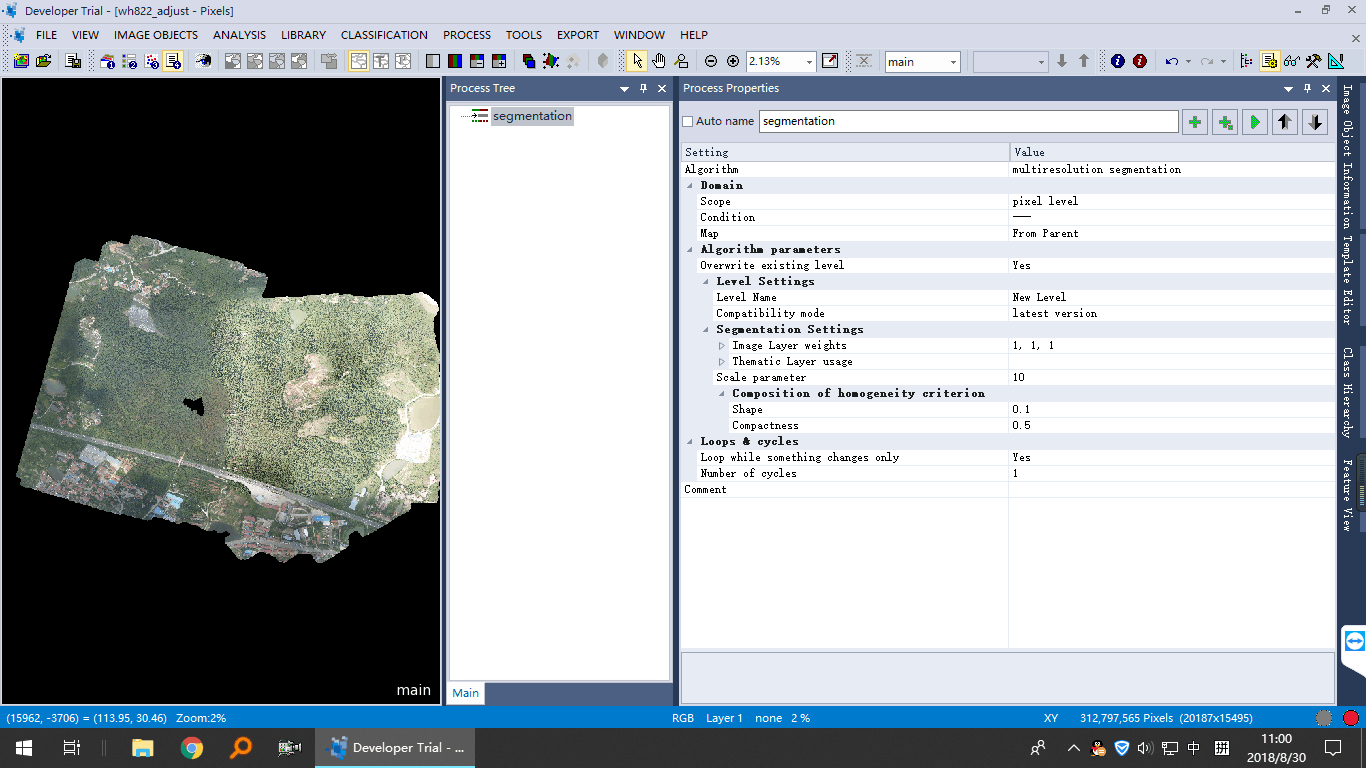 Developer Trial - [wh822_adjust - Pixels]
FILE VIEW IMAGE OBJECTS ANALYSIS LIBRARY CLASSIFICATION PROCESS TOOLS EXPORT WINDOW HELP
2.13% main
Process Tree
segmentation
Main
main
Process Properties
Auto name segmentation
Setting Value
Algorithm multiresolution segmentation
Domain
Scope pixel level
Condition ---
Map From Parent
Algorithm parameters
Overwrite existing level Yes
Level Settings
Level Name New Level
Compatibility mode latest version
Segmentation Settings
Image Layer weights 1, 1, 1
Thematic Layer usage
Scale parameter 10
Composition of homogeneity criterion
Shape 0.1
Compactness 0.5
Loops & cycles
Loop while something changes only Yes
Number of cycles 1
Comment
Image Object Information
Template Editor
Class Hierarchy
Feature View
(15962, -3706) = (113.95, 30.46) Zoom:2% RGB Layer 1 none 2 % XY 312,797,565 Pixels (20187x15495)
Developer Trial - ...
中 拼
11:00
2018/8/30